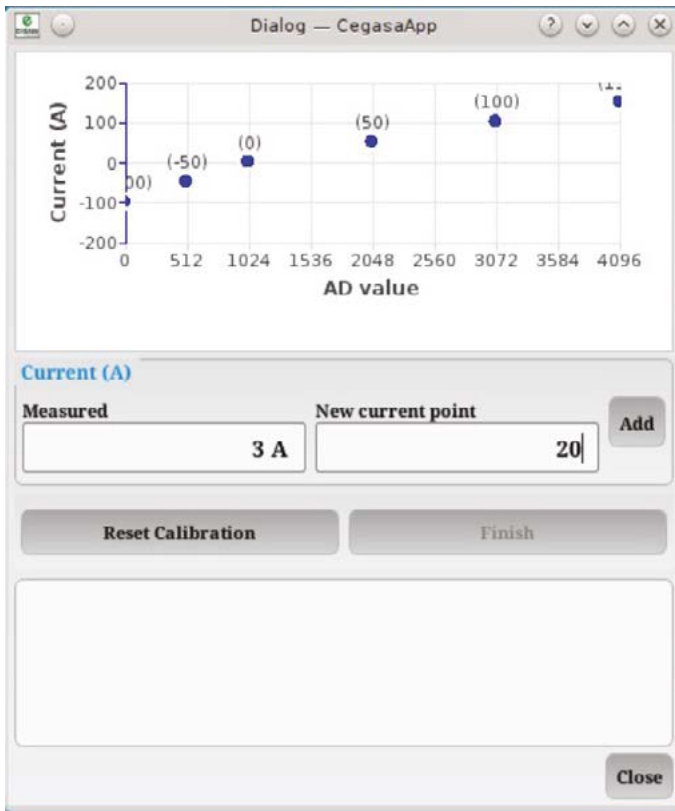 Dialog — CegasaApp
Current (A)
200
100
0
-100
-200
(-50)
(0)
(50)
(100)
0 512 1024 1536 2048 2560 3072 3584 4096
AD value
Current (A)
Measured
New current point
3 A
20
Add
Reset Calibration
Finish
Close